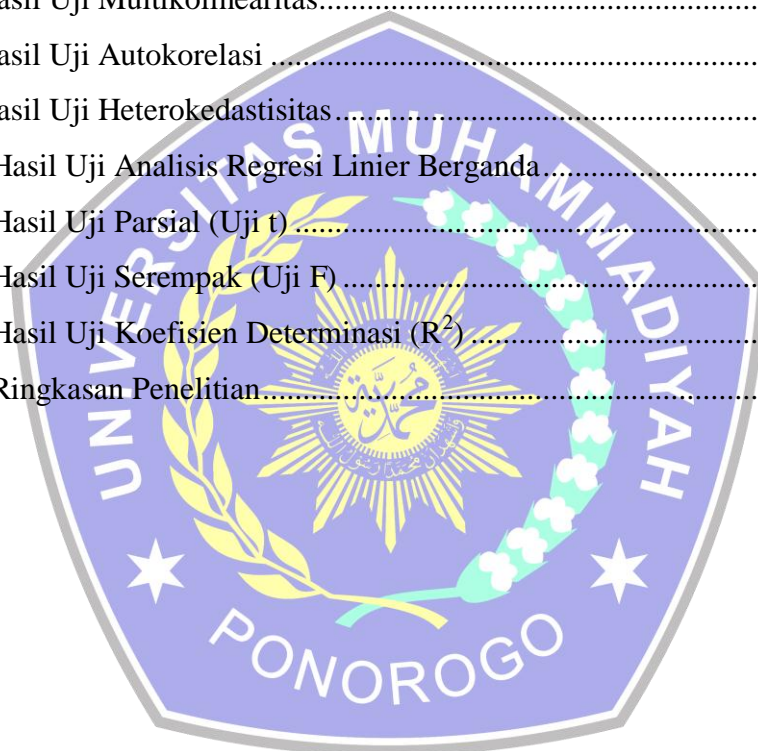 asil Uji Multikolinearitas..........................................................
asil Uji Autokorelasi ................................................................
asil Uji Heterokedastisitas........................................................
Hasil Uji Analisis Regresi Linier Berganda............................
Hasil Uji Parsial (Uji t) ............................................................
Hasil Uji Serempak (Uji F) ......................................................
Hasil Uji Koefisien Determinasi (R²) ......................................
Ringkasan Penelitian.................................................................
UNIVERSITAS MUHAMMADIYAH
محمدية
PONOROGO